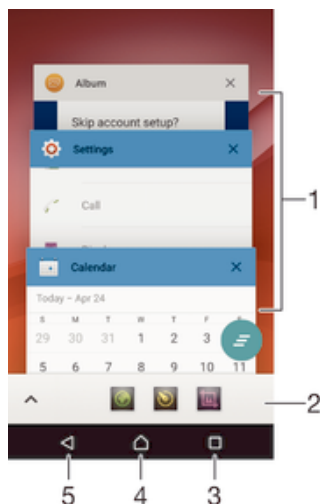 Album
Skip account setup?
Settings
Call
Calendar
Today – Apr 24
S M T W T F
29 30 31 1 2 3
5 6 7 8 9 10 11
1
2
5 4 3